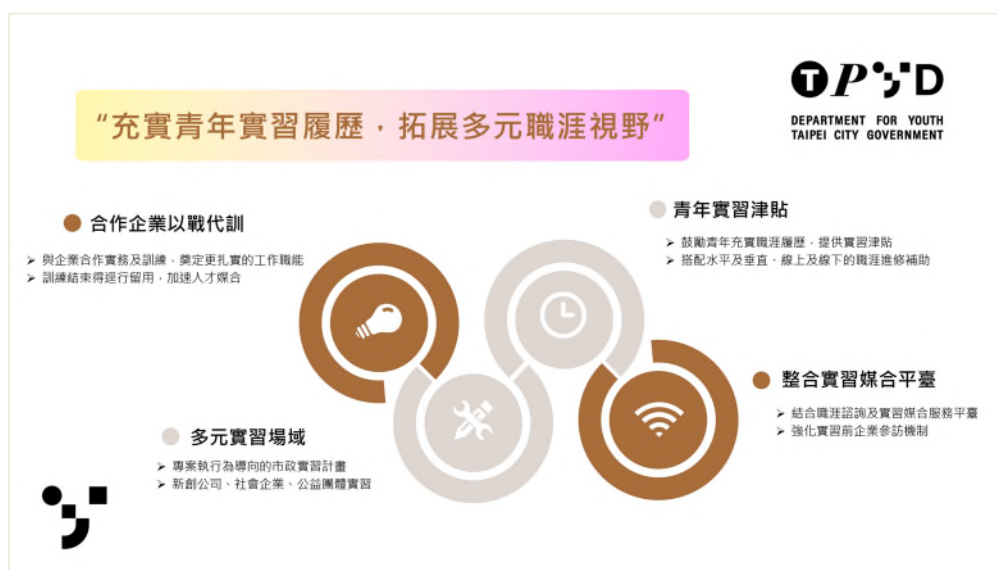 TPYD
DEPARTMENT FOR YOUTH
TAIPEI CITY GOVERNMENT
“充實青年實習履歷，拓展多元職涯視野”
合作企業以戰代訓
與企業合作實務及訓練，奠定更扎實的工作職能
訓練結束得逕行留用，加速人才媒合
青年實習津貼
鼓勵青年充實職涯履歷，提供實習津貼
搭配水平及垂直、線上及線下的職涯進修補助
多元實習場域
專案執行為導向的市政實習計畫
新創公司、社會企業、公益團體實習
整合實習媒合平臺
結合職涯諮詢及實習媒合服務平臺
強化實習前企業參訪機制